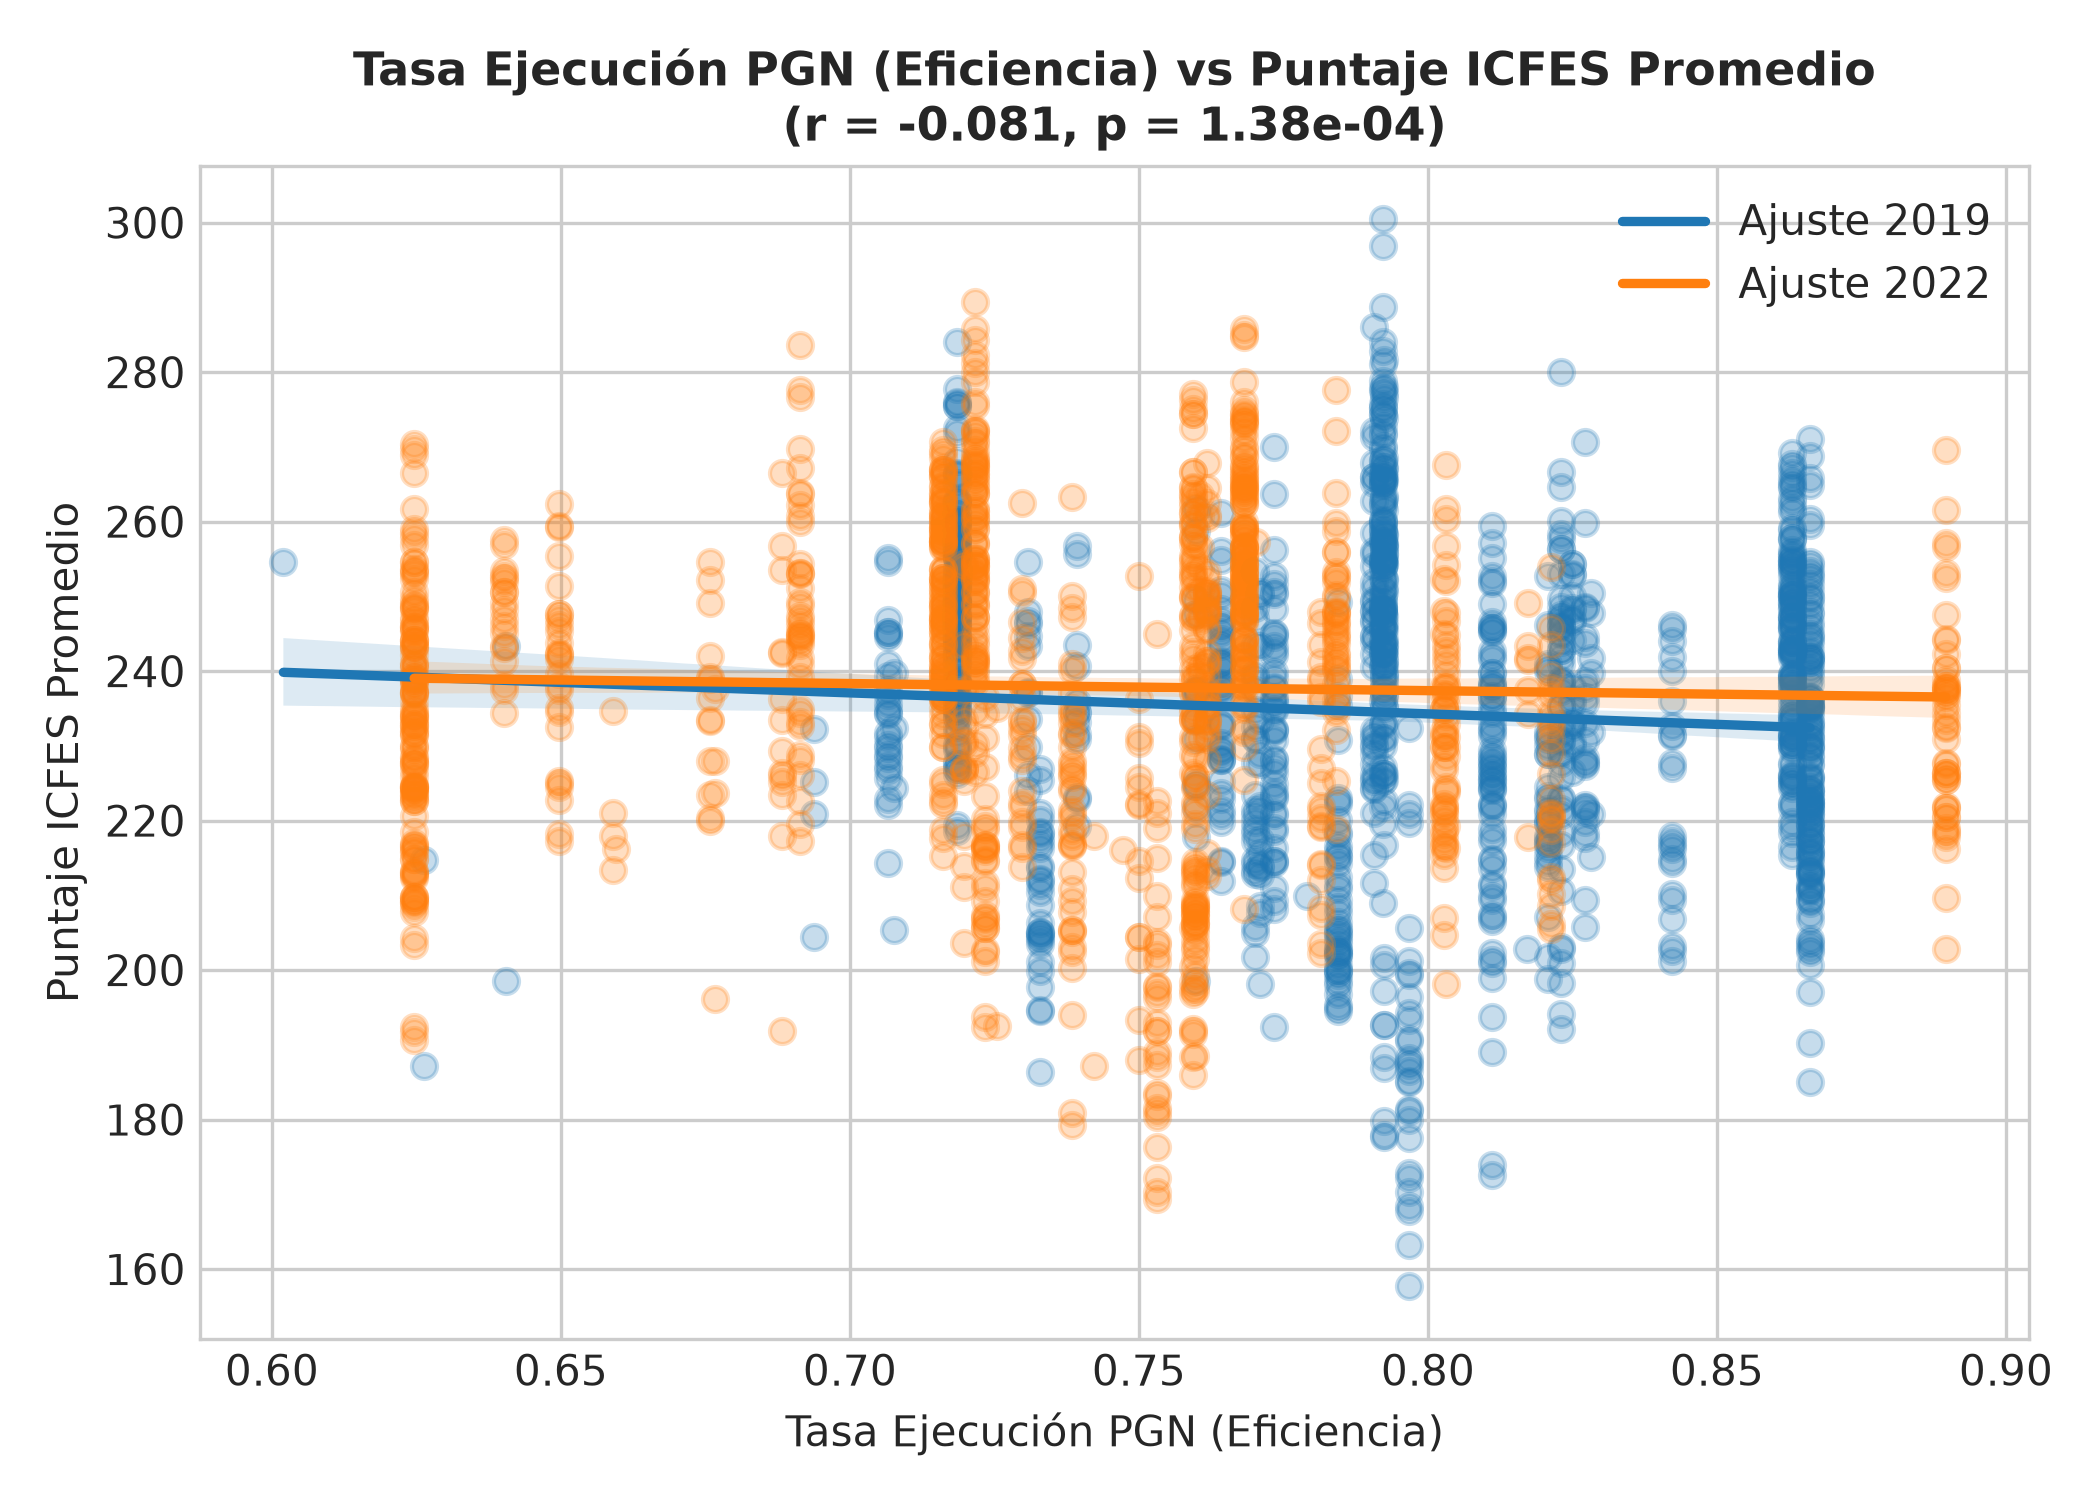 Tasa Ejecución PGN (Eficiencia) vs Puntaje ICFES Promedio
(r = -0.081, p = 1.38e-04)
Ajuste 2019
Ajuste 2022
Puntaje ICFES Promedio
300
280
260
240
220
200
180
160
0.60 0.65 0.70 0.75 0.80 0.85 0.90
Tasa Ejecución PGN (Eficiencia)